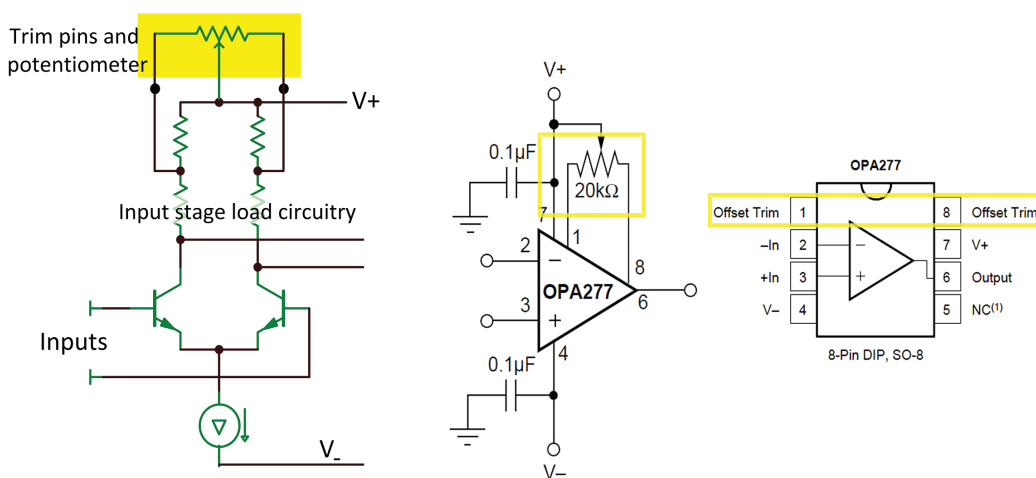 Trim pins and
potentiometer
V+
Input stage load circuitry
Inputs
V-
V+
0.1µF
20kΩ
7
1
2
–
8
OPA277
6
3
+
4
0.1µF
V–
OPA277
Offset Trim 1 8 Offset Trim
–In 2 – 7 V+
+In 3 + 6 Output
V– 4 5 NC(1)
8-Pin DIP, SO-8